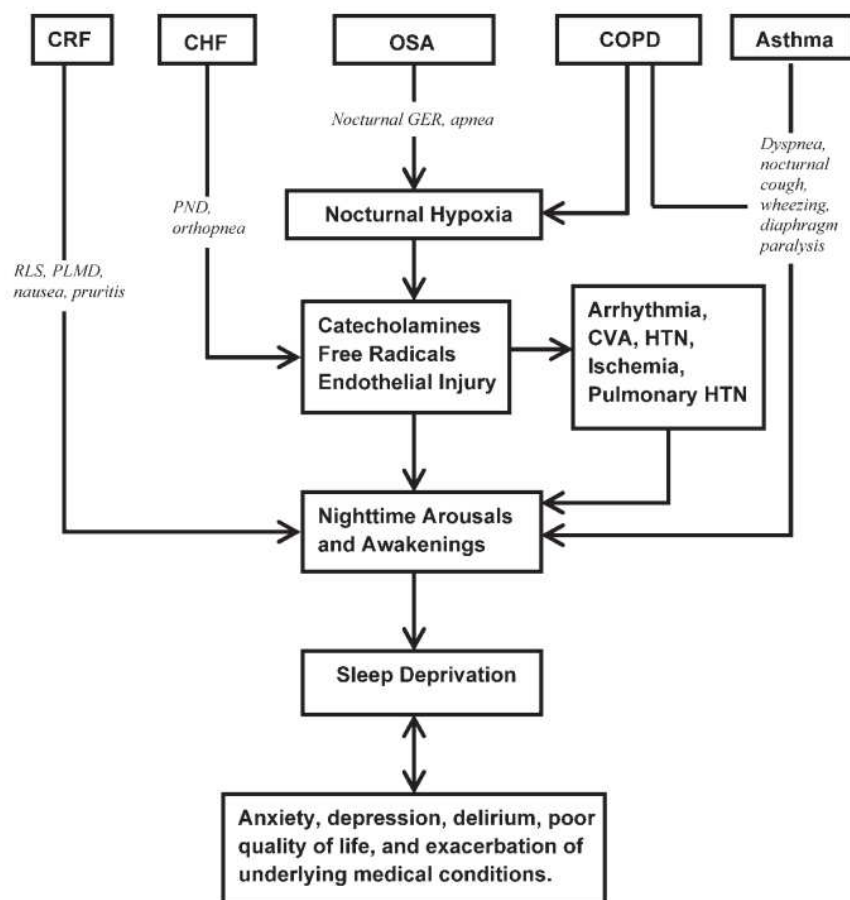 CRF
CHF
OSA
COPD
Asthma
Nocturnal GER, apnea
Dyspnea,
nocturnal
cough,
wheezing,
diaphragm
paralysis
PND,
orthopnea
Nocturnal Hypoxia
RLS, PLMD,
nausea, pruritis
Catecholamines
Free Radicals
Endothelial Injury
Arrhythmia,
CVA, HTN,
Ischemia,
Pulmonary HTN
Nighttime Arousals
and Awakenings
Sleep Deprivation
Anxiety, depression, delirium, poor
quality of life, and exacerbation of
underlying medical conditions.